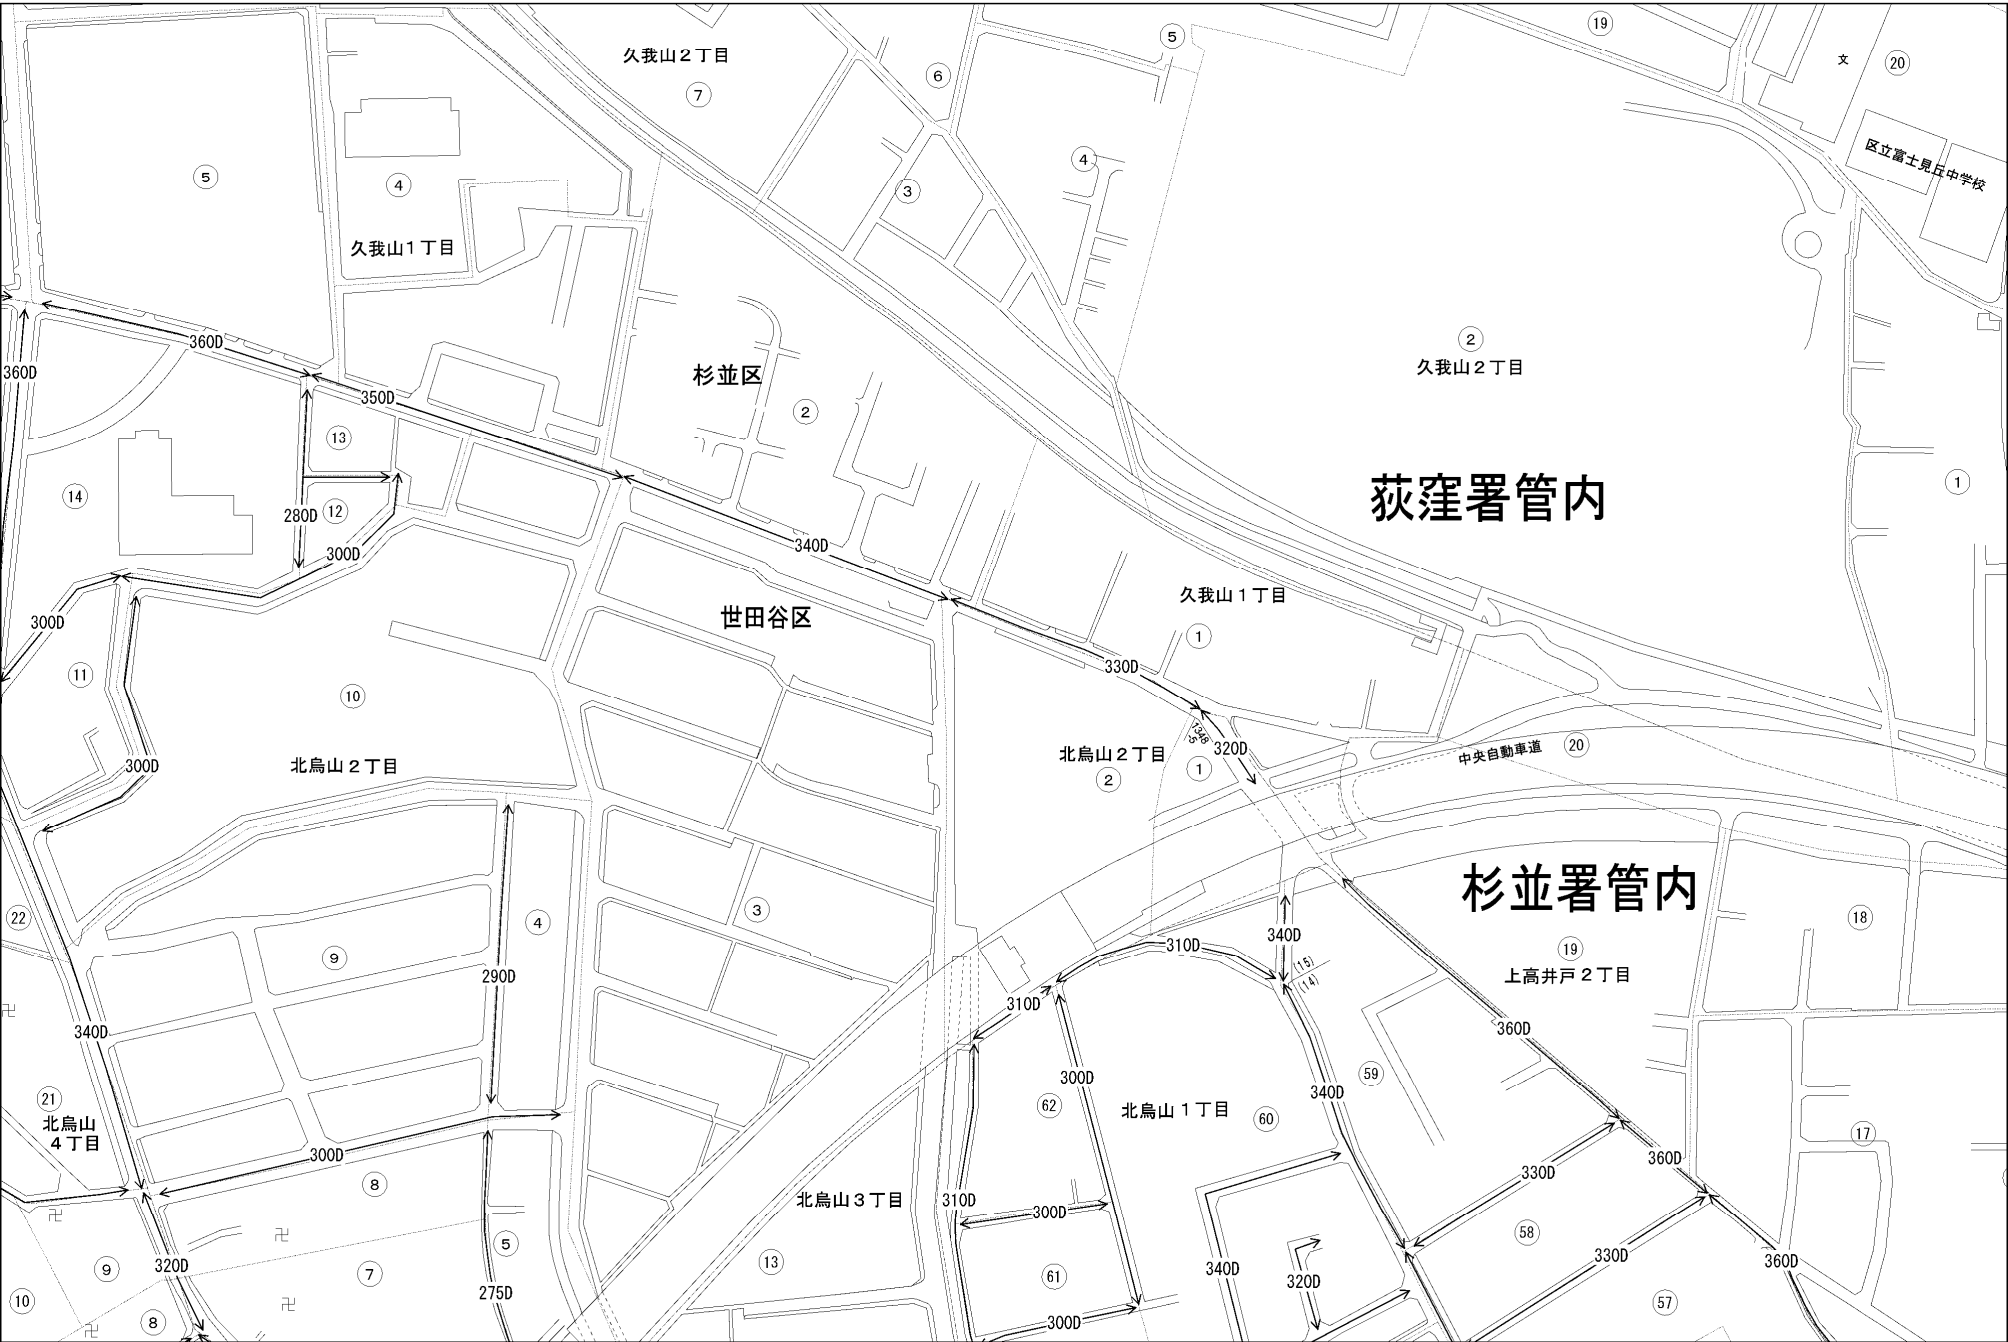 19
久我山２丁目
5
文
20
6
7
4
区立富士見丘中学校
5
4
3
久我山１丁目
360D
2
久我山２丁目
360D
杉並区
350D
2
13
荻窪署管内
14
12
280D
1
340D
300D
久我山１丁目
世田谷区
300D
1
330D
11
10
1348
-5
320D
中央自動車道
20
北烏山２丁目
2
1
北烏山２丁目
300D
杉並署管内
22
4
3
18
340D
310D
19
9
(15)
上高井戸２丁目
290D
(14)
310D
340D
360D
300D
59
340D
21
62
北烏山１丁目
60
北烏山
４丁目
17
300D
360D
330D
8
北烏山３丁目
310D
300D
58
5
330D
320D
9
7
13
61
340D
320D
360D
275D
10
8
300D
57